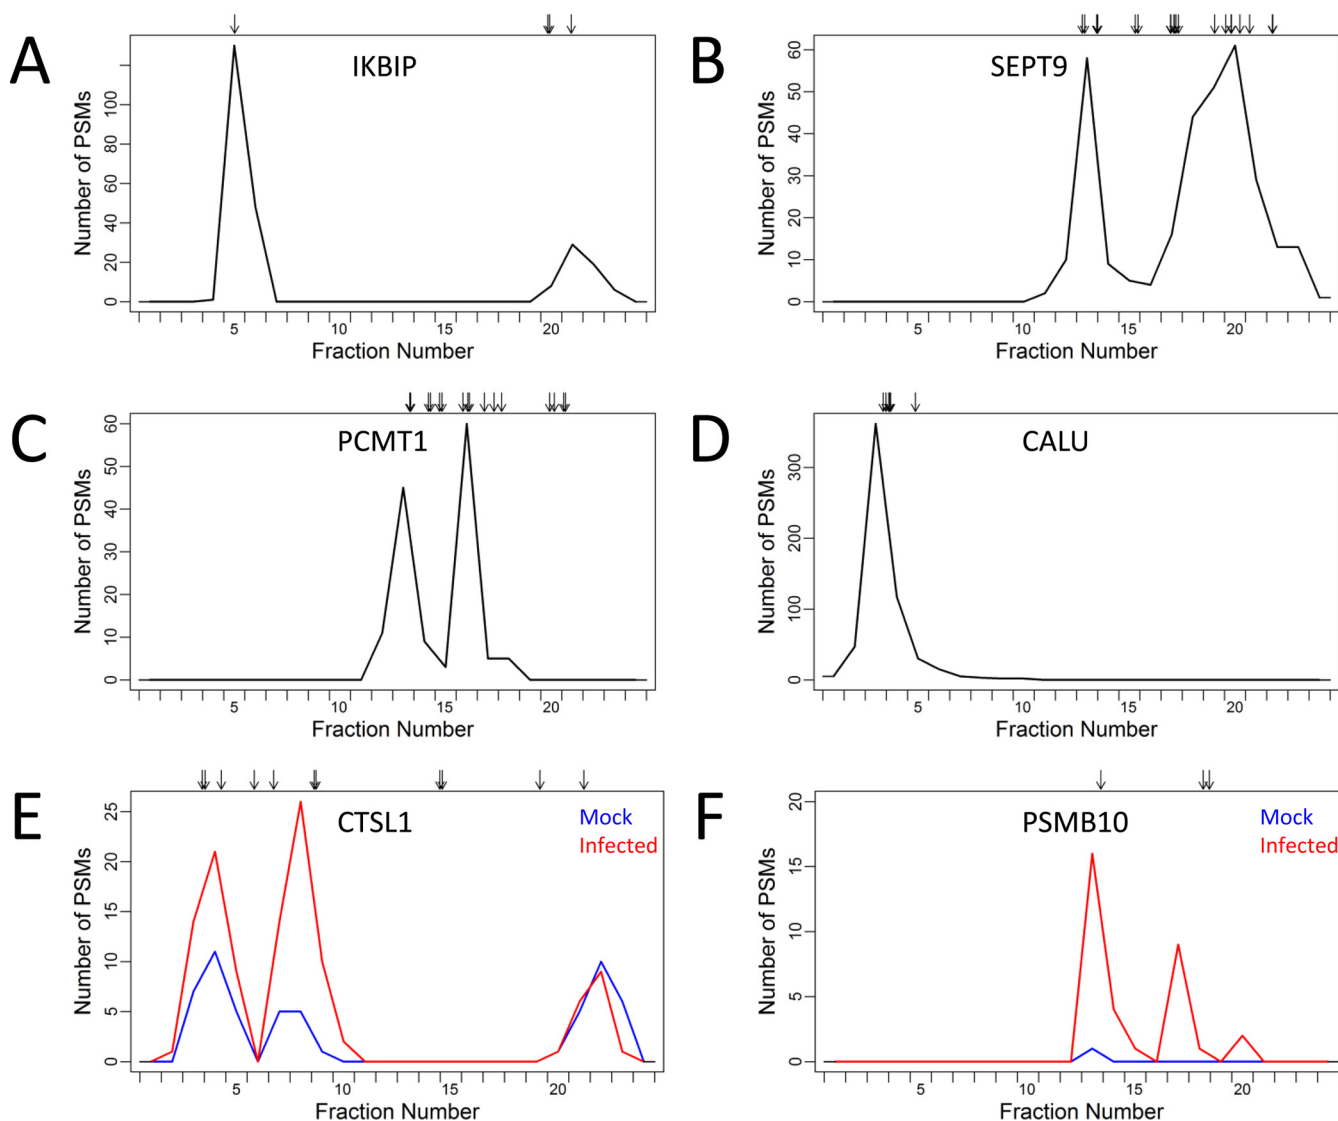 A
IKBIP
Number of PSMs
0 20 40 60 80 100
5 10 15 20
Fraction Number
B
SEPT9
Number of PSMs
0 10 20 30 40 50 60
5 10 15 20
Fraction Number
C
PCMT1
Number of PSMs
0 10 20 30 40 50 60
5 10 15 20
Fraction Number
D
CALU
Number of PSMs
0 100 200 300
5 10 15 20
Fraction Number
E
CTSL1
Mock
Infected
Number of PSMs
0 5 10 15 20 25
5 10 15 20
Fraction Number
F
PSMB10
Mock
Infected
Number of PSMs
0 5 10 15 20
5 10 15 20
Fraction Number